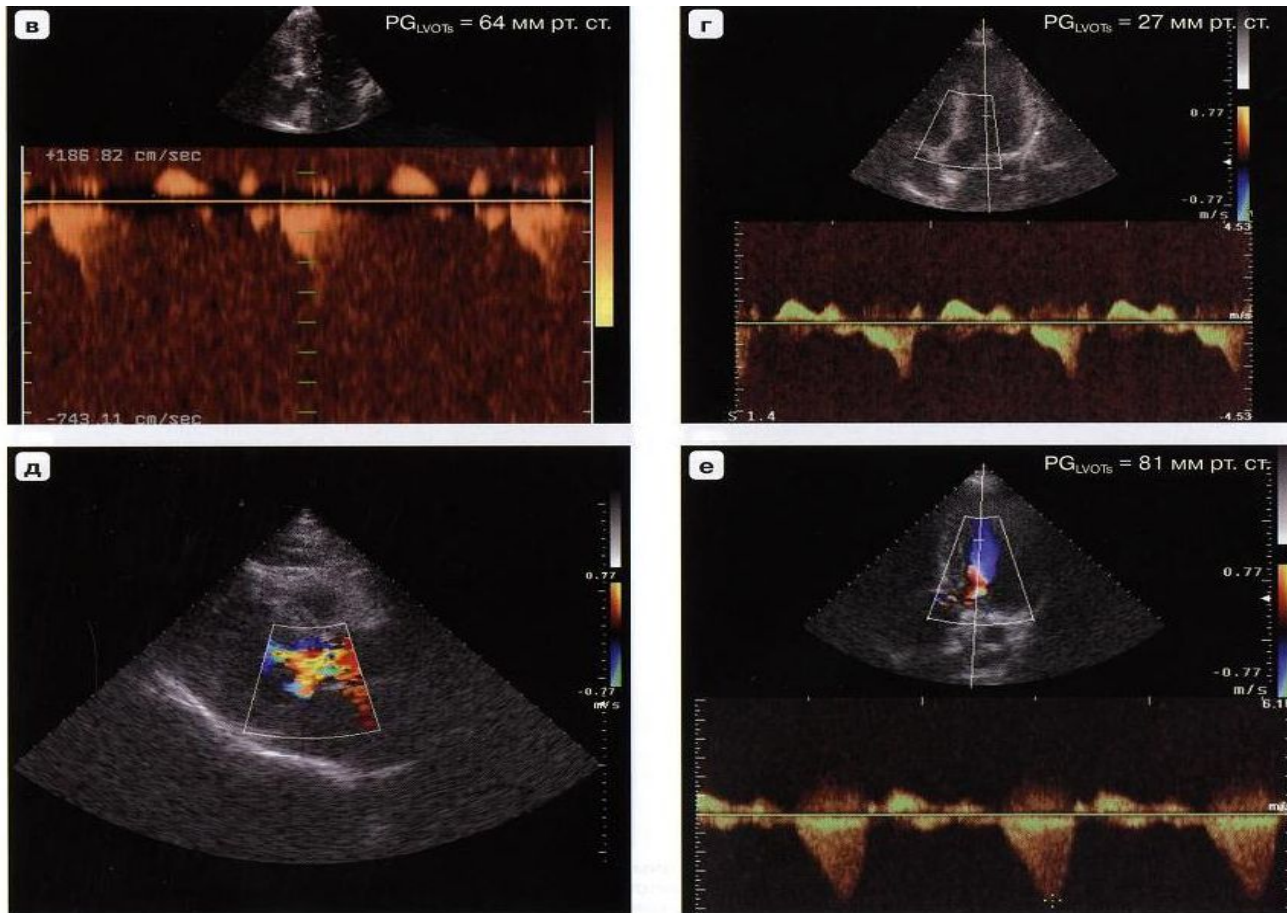 в
PG_LVOTs = 64 мм рт. ст.
+186.82 cm/sec
-743.11 cm/sec
г
PG_LVOTs = 27 мм рт. ст.
0.77
-0.77
m/s
4.53
m/s
S 1.4
-4.53
д
0.77
-0.77
m/s
е
PG_LVOTs = 81 мм рт. ст.
0.77
-0.77
m/s